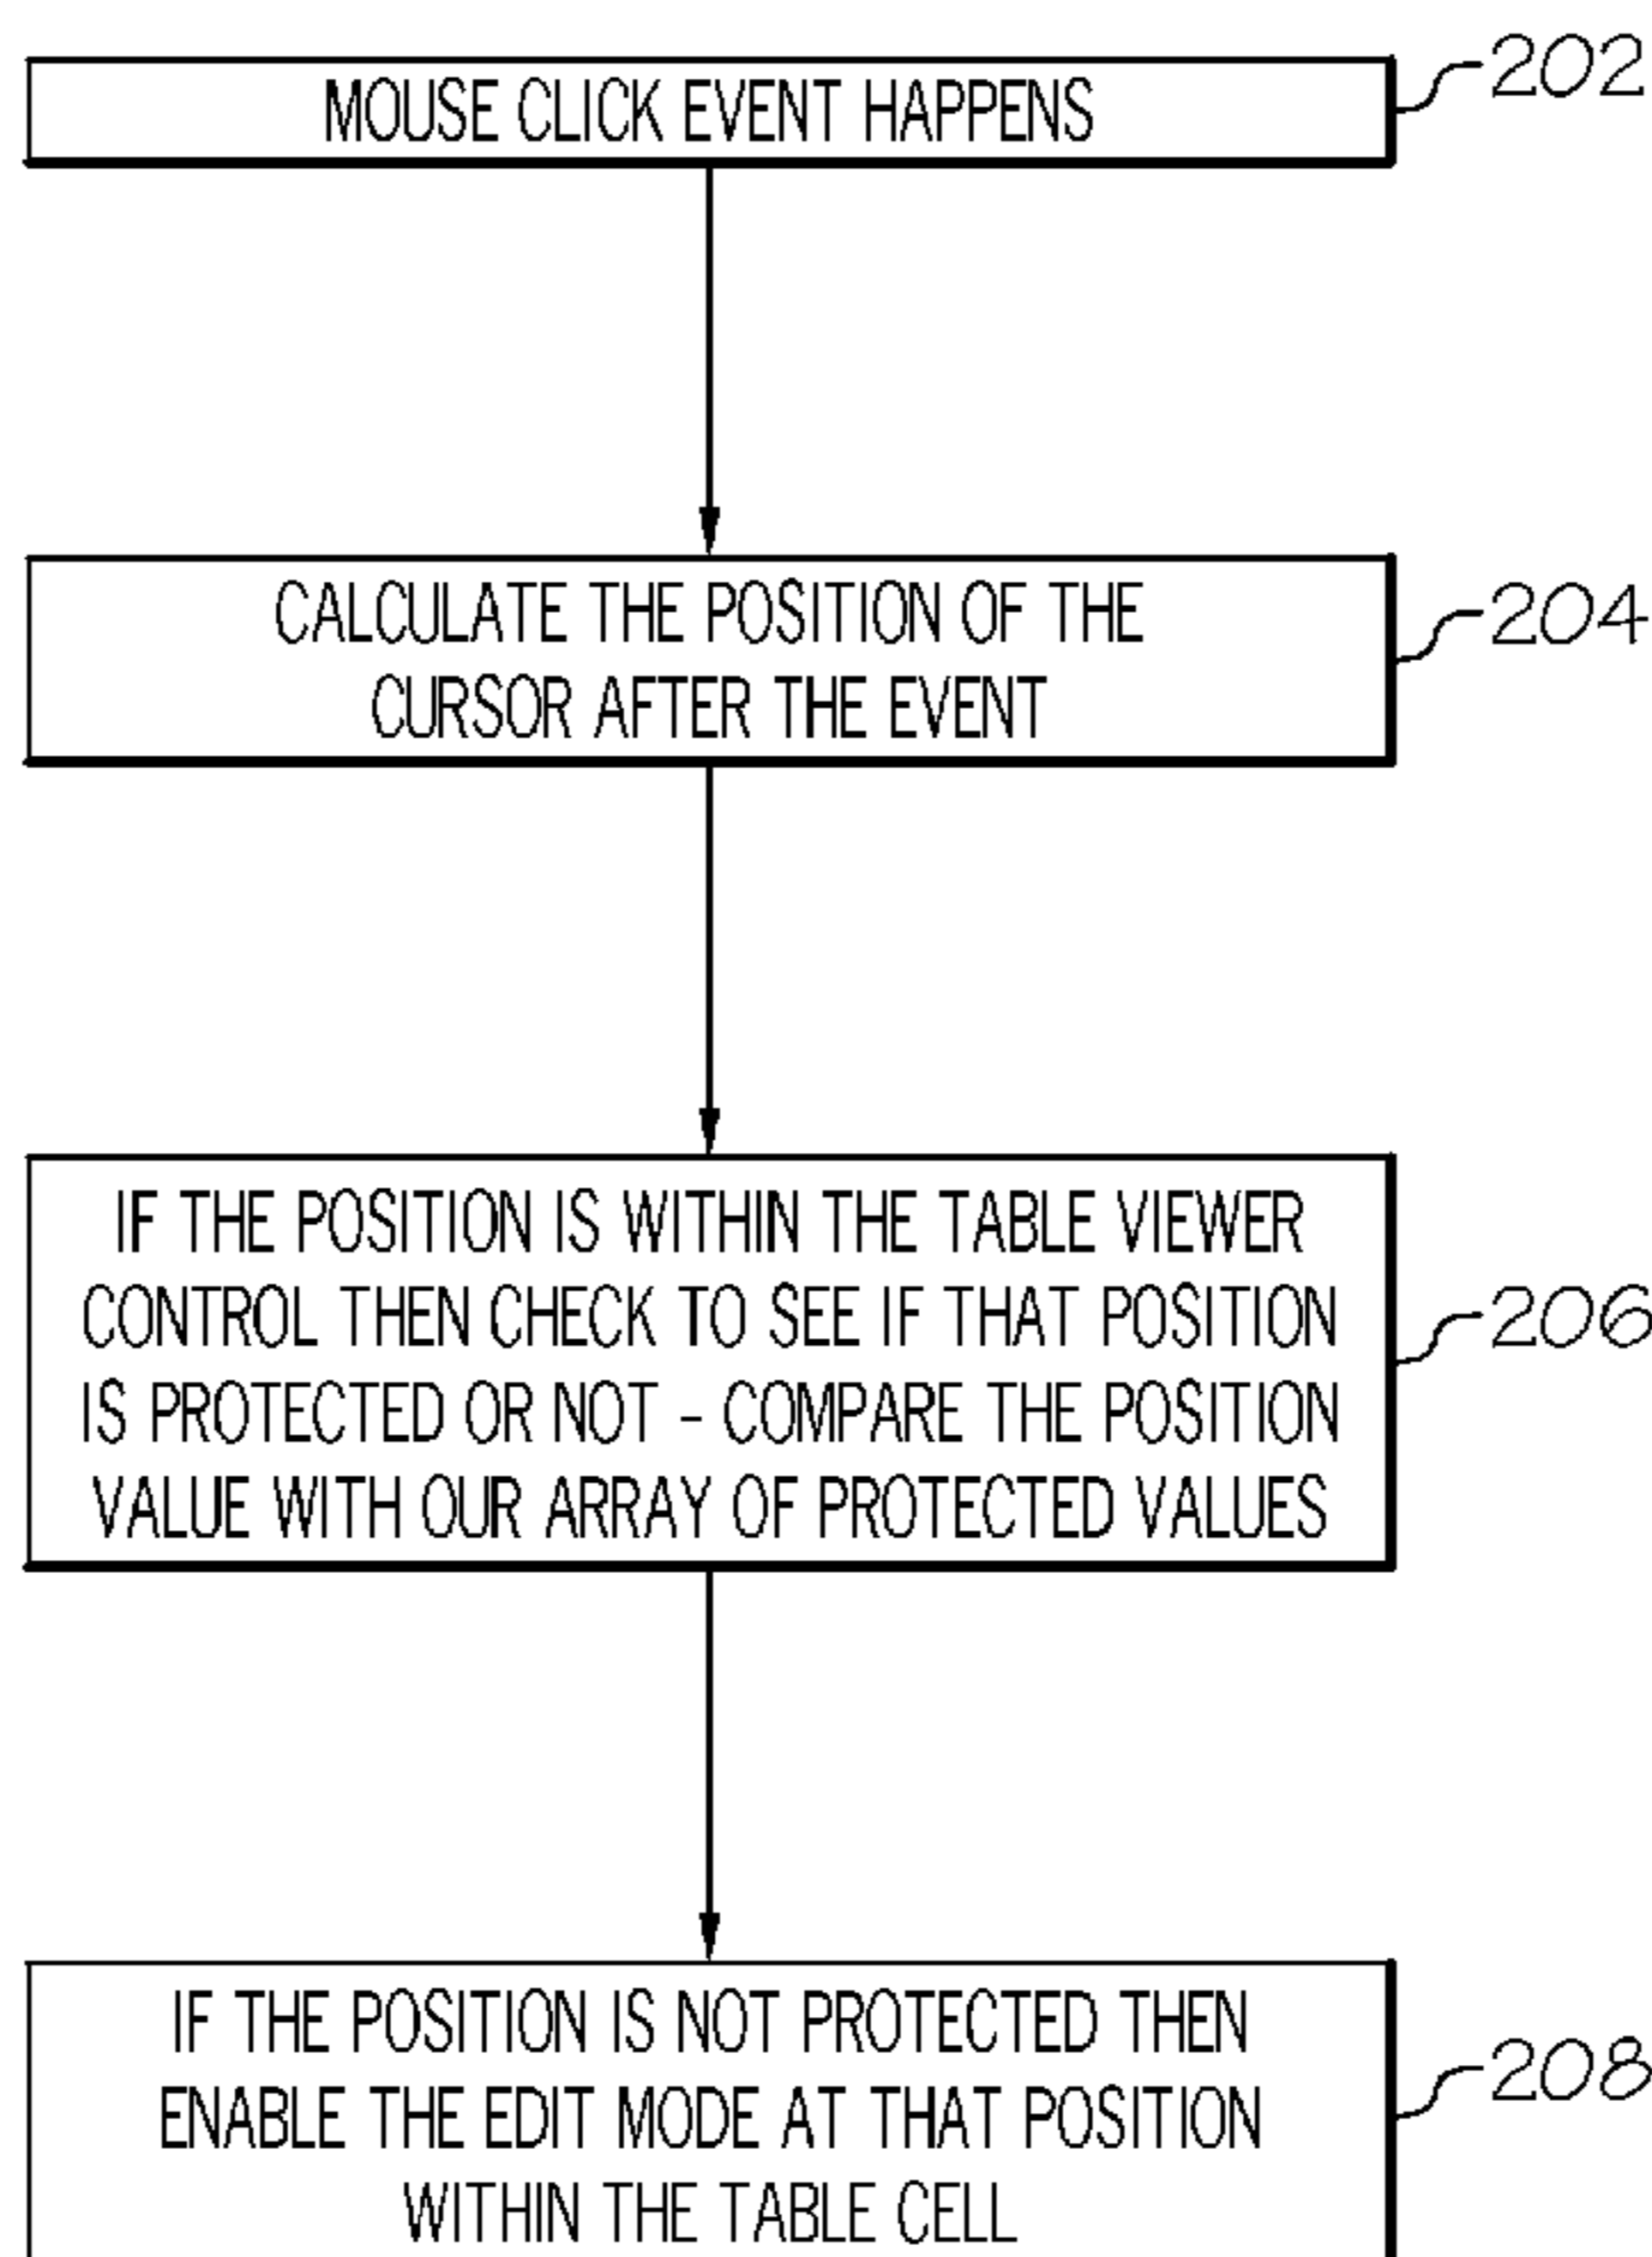 MOUSE CLICK EVENT HAPPENS
202
CALCULATE THE POSITION OF THE
CURSOR AFTER THE EVENT
204
IF THE POSITION IS WITHIN THE TABLE VIEWER
CONTROL THEN CHECK TO SEE IF THAT POSITION
IS PROTECTED OR NOT - COMPARE THE POSITION
VALUE WITH OUR ARRAY OF PROTECTED VALUES
206
IF THE POSITION IS NOT PROTECTED THEN
ENABLE THE EDIT MODE AT THAT POSITION
WITHIN THE TABLE CELL
208